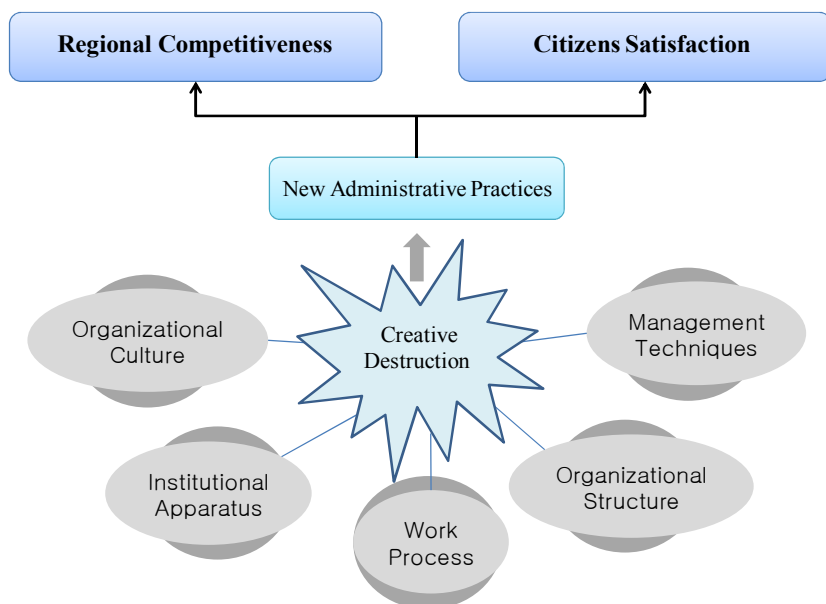 Regional Competitiveness
Citizens Satisfaction
New Administrative Practices
Creative
Destruction
Organizational
Culture
Management
Techniques
Institutional
Apparatus
Organizational
Structure
Work
Process